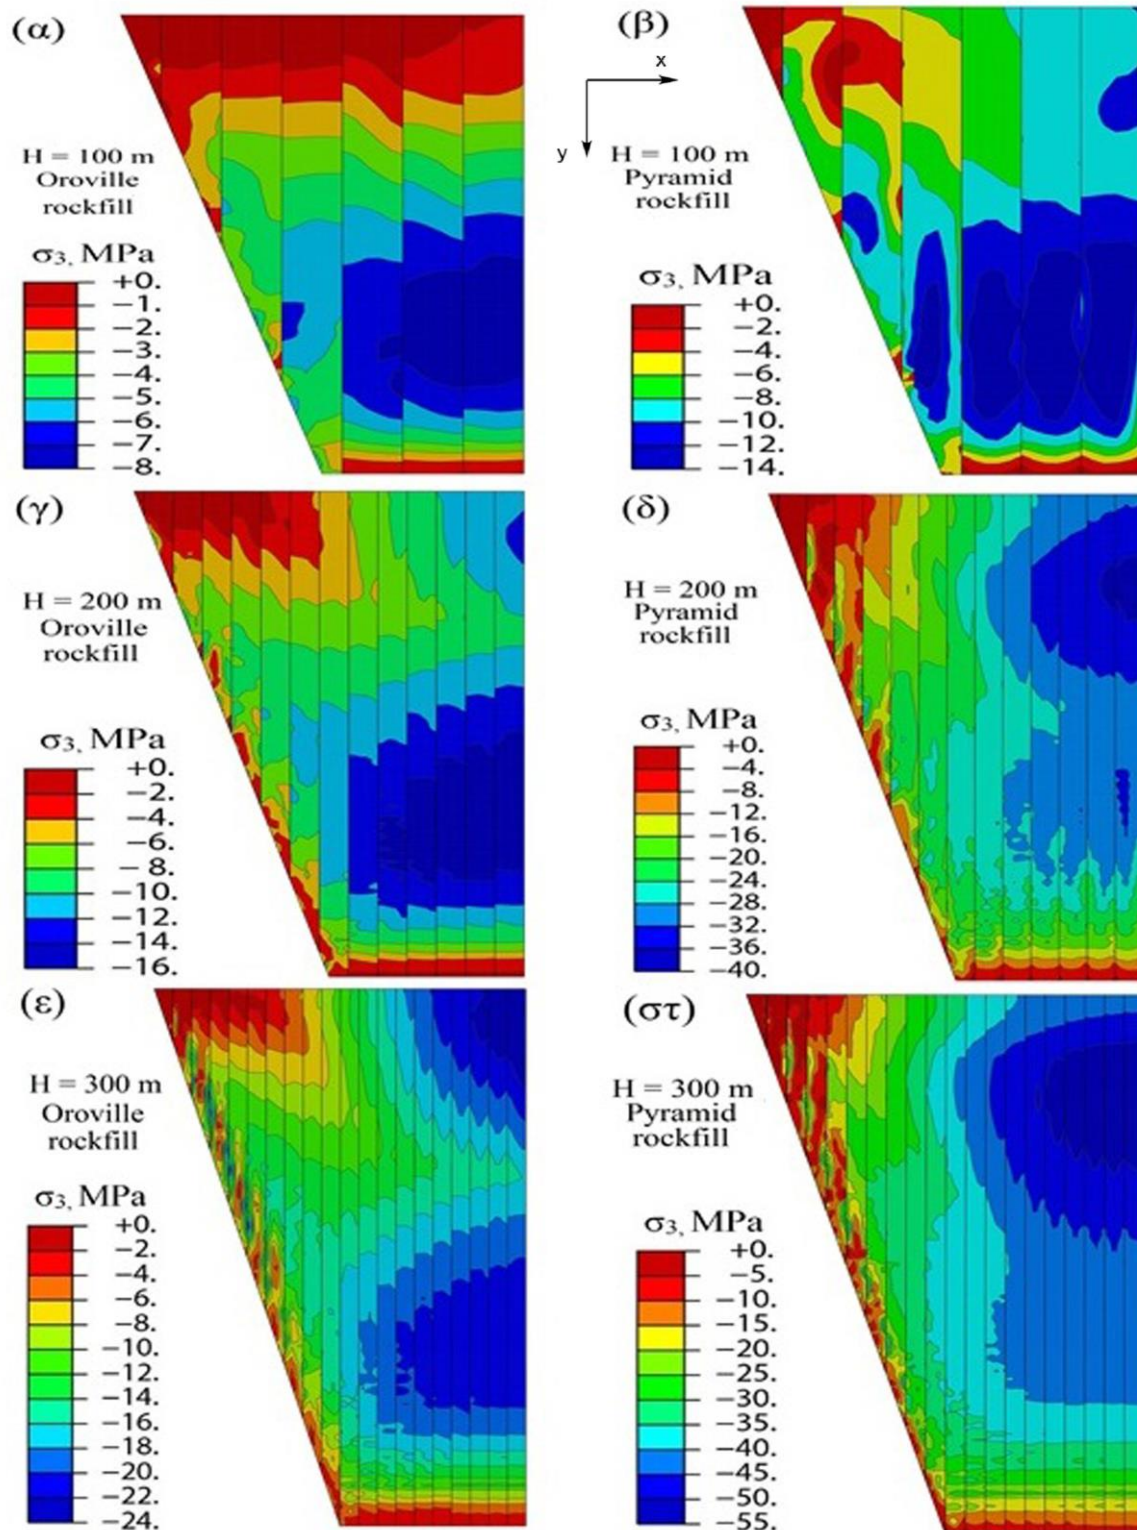 (α)
H = 100 m
Oroville
rockfill
σ3, MPa
+0.
−1.
−2.
−3.
−4.
−5.
−6.
−7.
−8.
(β)
x
y
H = 100 m
Pyramid
rockfill
σ3, MPa
+0.
−2.
−4.
−6.
−8.
−10.
−12.
−14.
(γ)
H = 200 m
Oroville
rockfill
σ3, MPa
+0.
−2.
−4.
−6.
− 8.
−10.
−12.
−14.
−16.
(δ)
H = 200 m
Pyramid
rockfill
σ3, MPa
+0.
−4.
−8.
−12.
−16.
−20.
−24.
−28.
−32.
−36.
−40.
(ε)
H = 300 m
Oroville
rockfill
σ3, MPa
+0.
−2.
−4.
−6.
−8.
−10.
−12.
−14.
−16.
−18.
−20.
−22.
−24.
(στ)
H = 300 m
Pyramid
rockfill
σ3, MPa
+0.
−5.
−10.
−15.
−20.
−25.
−30.
−35.
−40.
−45.
−50.
−55.